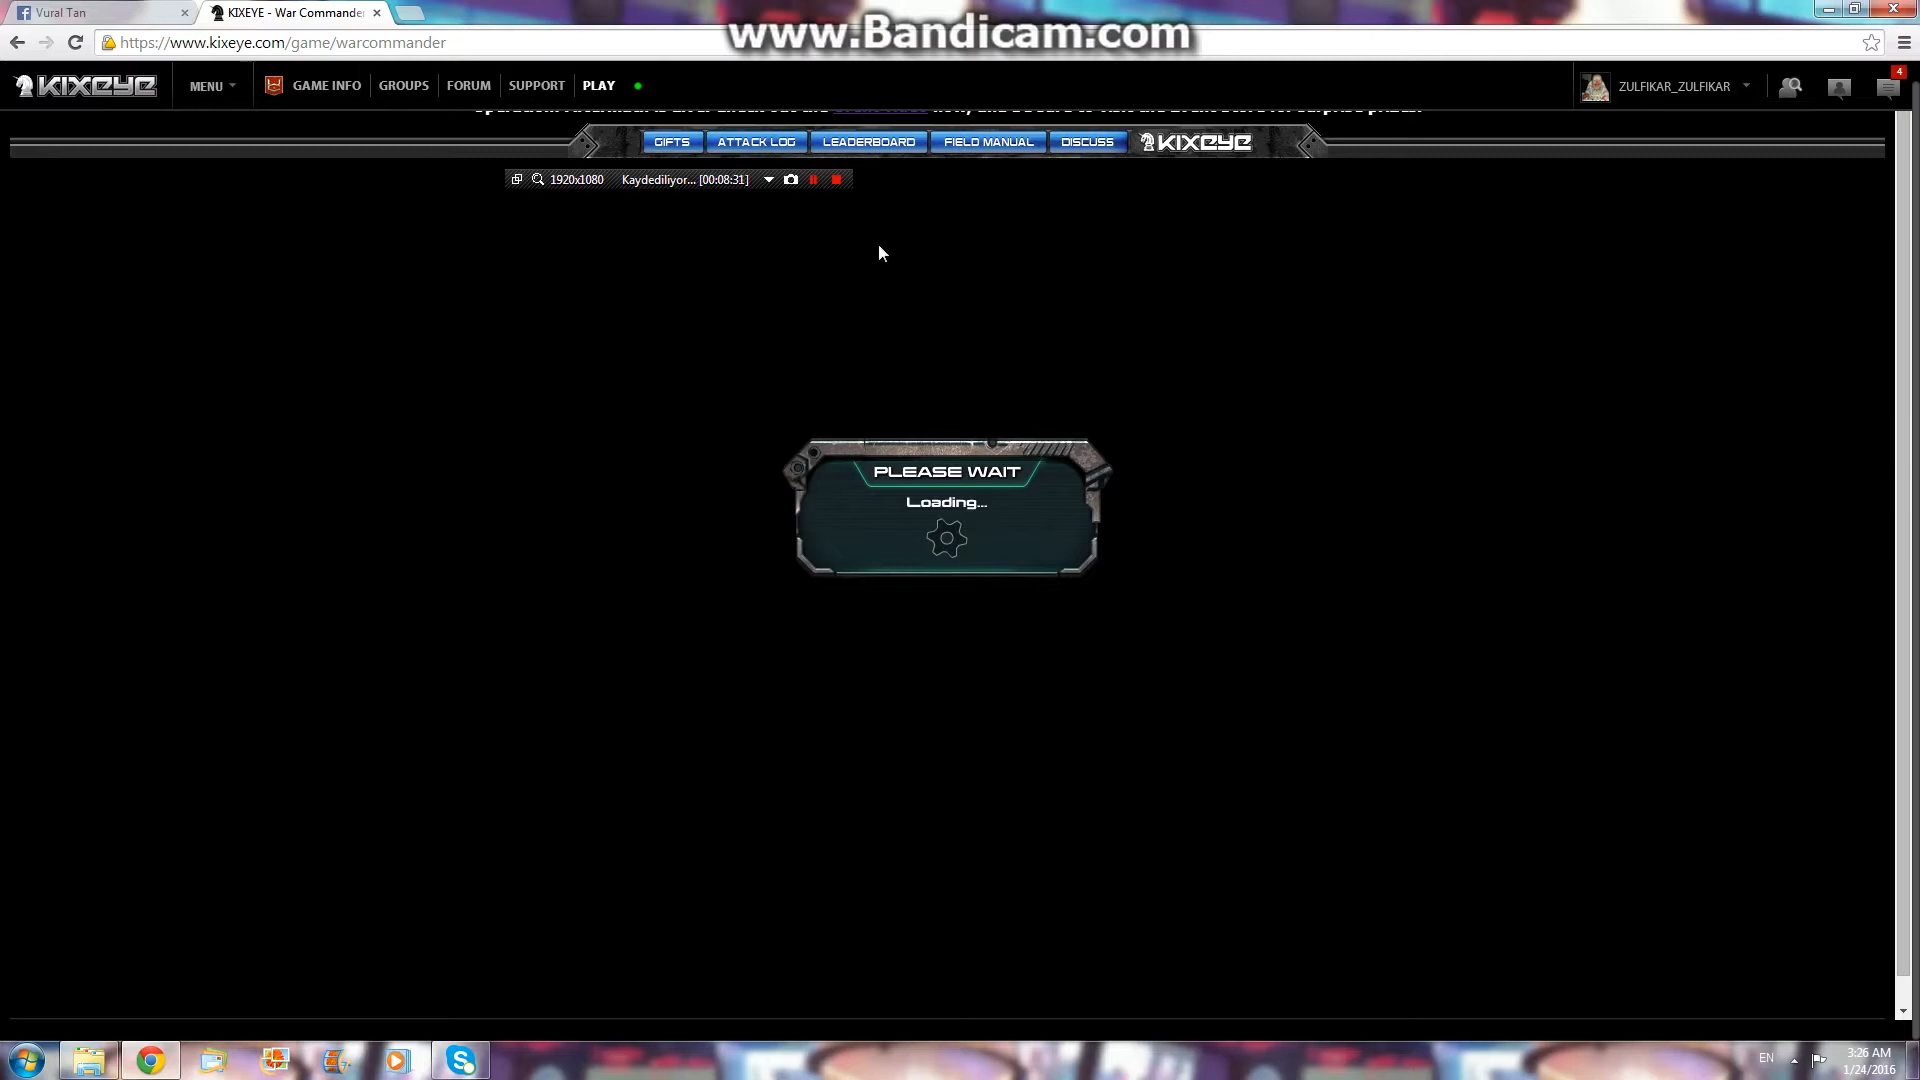 Vural Tan
KIXEYE - War Commander
www.Bandicam.com
https://www.kixeye.com/game/warcommander
KIXEYE
MENU
GAME INFO
GROUPS
FORUM
SUPPORT
PLAY
ZULFIKAR_ZULFIKAR
4
GIFTS
ATTACK LOG
LEADERBOARD
FIELD MANUAL
DISCUSS
KIXEYE
1920x1080
Kaydediliyor... [00:08:31]
PLEASE WAIT
Loading...
EN
3:26 AM
1/24/2016